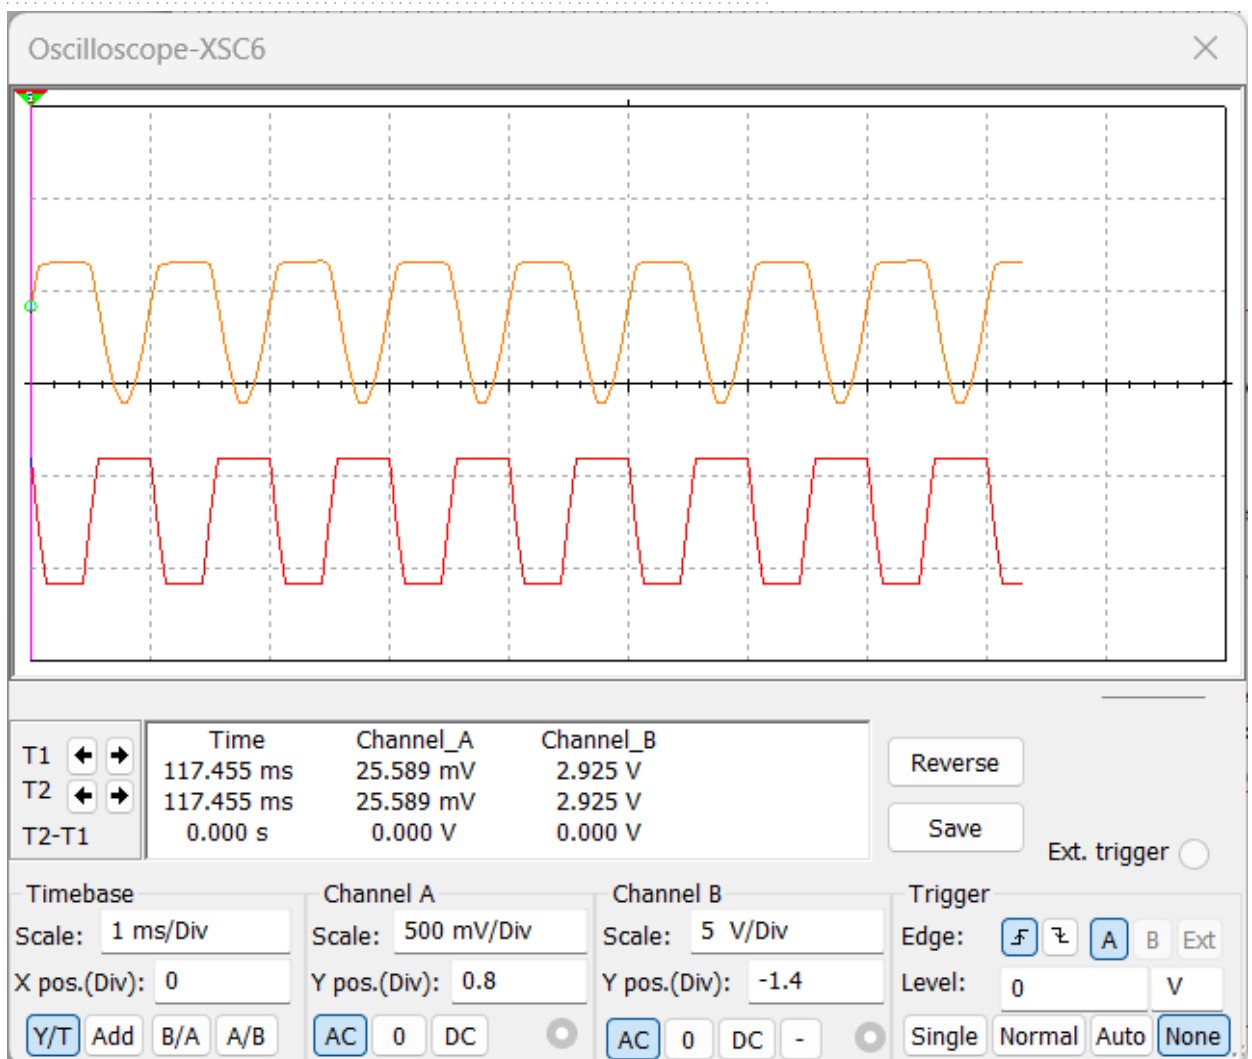 Oscilloscope-XSC6
Time Channel_A Channel_B
T1 117.455 ms 25.589 mV 2.925 V
T2 117.455 ms 25.589 mV 2.925 V
T2-T1 0.000 s 0.000 V 0.000 V
Reverse
Save
Ext. trigger
Timebase
Scale: 1 ms/Div
X pos.(Div): 0
Y/T Add B/A A/B
Channel A
Scale: 500 mV/Div
Y pos.(Div): 0.8
AC 0 DC
Channel B
Scale: 5 V/Div
Y pos.(Div): -1.4
AC 0 DC -
Trigger
Edge: A B Ext
Level: 0 V
Single Normal Auto None